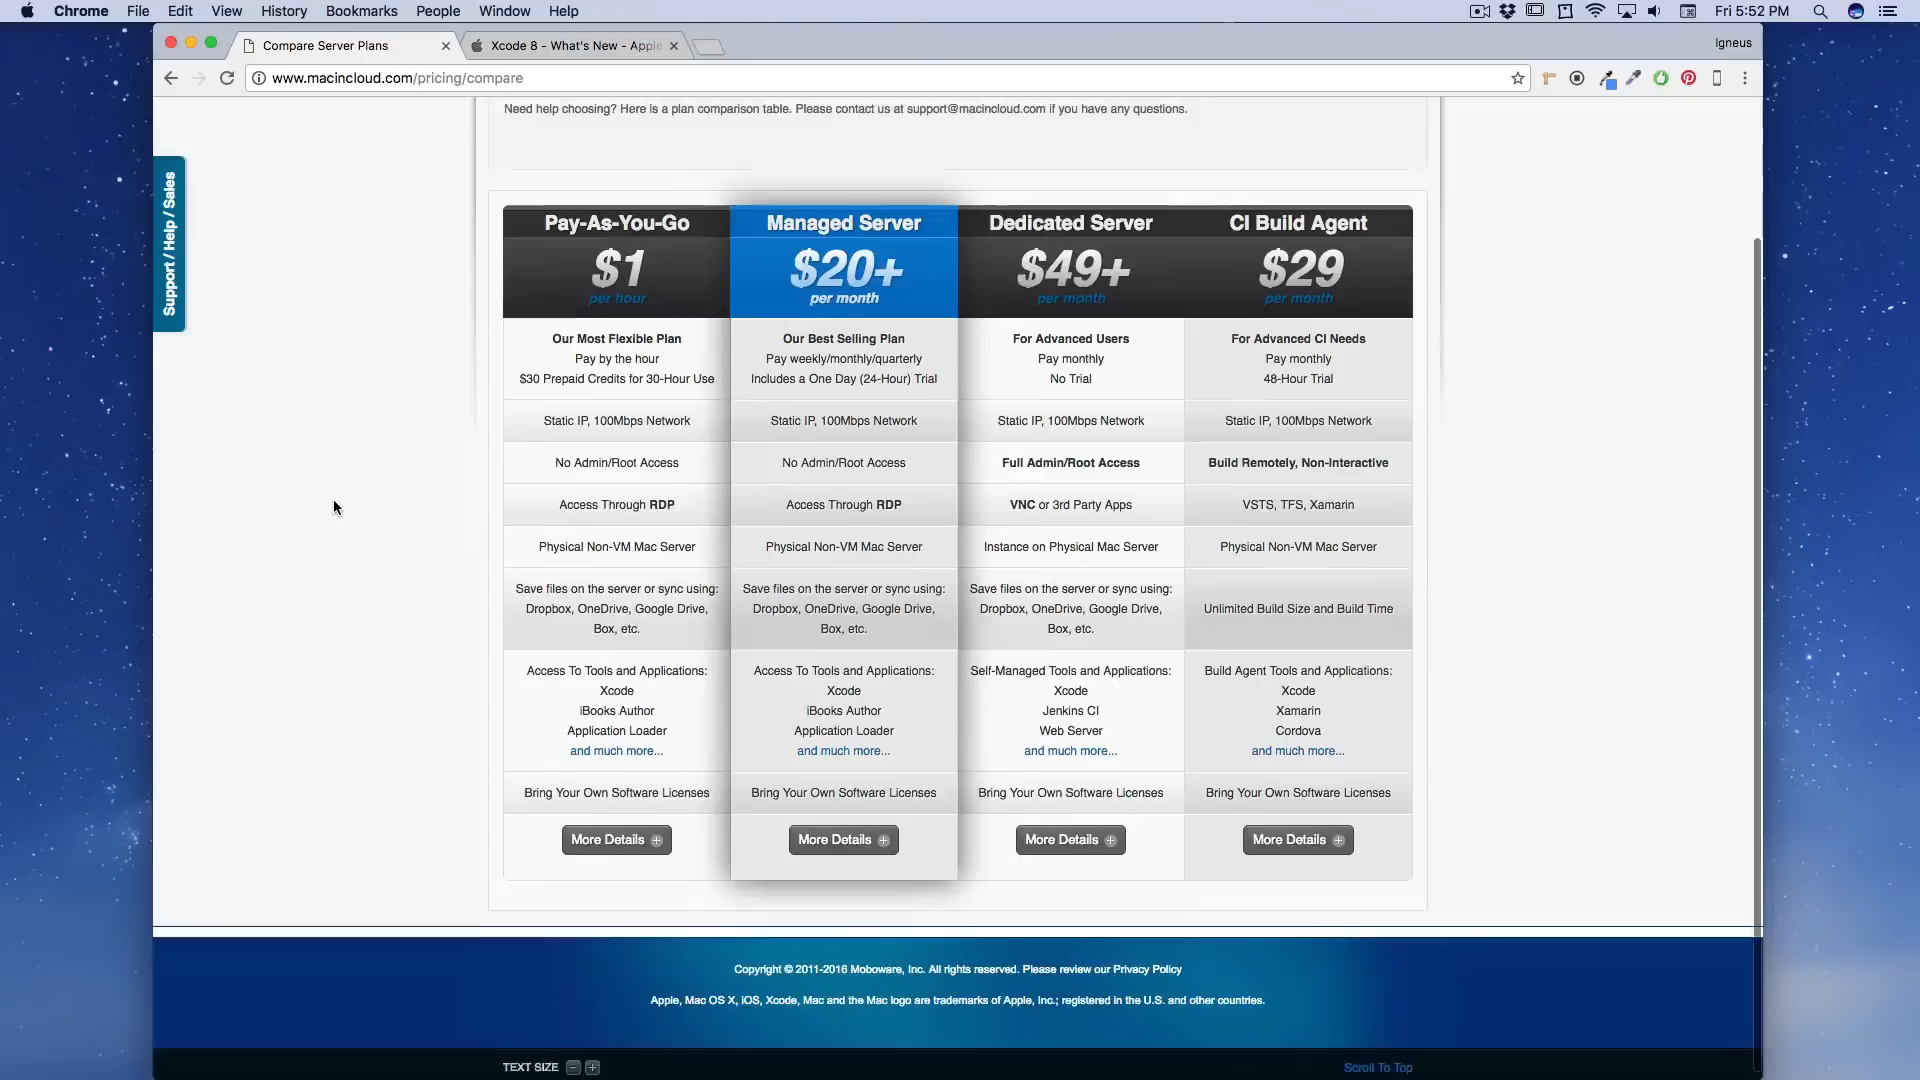 Chrome File Edit View History Bookmarks People Window Help
Fri 5:52 PM
Compare Server Plans
Xcode 8 - What's New - Apple
Igneus
www.macincloud.com/pricing/compare
Need help choosing? Here is a plan comparison table. Please contact us at support@macincloud.com if you have any questions.
Support / Help / Sales
Pay-As-You-Go Managed Server Dedicated Server CI Build Agent
$1 $20+ $49+ $29
per hour per month per month per month
Our Most Flexible Plan Our Best Selling Plan For Advanced Users For Advanced CI Needs
Pay by the hour Pay weekly/monthly/quarterly Pay monthly Pay monthly
$30 Prepaid Credits for 30-Hour Use Includes a One Day (24-Hour) Trial No Trial 48-Hour Trial
Static IP, 100Mbps Network Static IP, 100Mbps Network Static IP, 100Mbps Network Static IP, 100Mbps Network
No Admin/Root Access No Admin/Root Access Full Admin/Root Access Build Remotely, Non-Interactive
Access Through RDP Access Through RDP VNC or 3rd Party Apps VSTS, TFS, Xamarin
Physical Non-VM Mac Server Physical Non-VM Mac Server Instance on Physical Mac Server Physical Non-VM Mac Server
Save files on the server or sync using: Save files on the server or sync using: Save files on the server or sync using:
Dropbox, OneDrive, Google Drive, Dropbox, OneDrive, Google Drive, Dropbox, OneDrive, Google Drive, Unlimited Build Size and Build Time
Box, etc. Box, etc. Box, etc.
Access To Tools and Applications: Access To Tools and Applications: Self-Managed Tools and Applications: Build Agent Tools and Applications:
Xcode Xcode Xcode Xcode
iBooks Author iBooks Author Jenkins CI Xamarin
Application Loader Application Loader Web Server Cordova
and much more... and much more... and much more... and much more...
Bring Your Own Software Licenses Bring Your Own Software Licenses Bring Your Own Software Licenses Bring Your Own Software Licenses
More Details More Details More Details More Details
Copyright © 2011-2016 Moboware, Inc. All rights reserved. Please review our Privacy Policy
Apple, Mac OS X, iOS, Xcode, Mac and the Mac logo are trademarks of Apple, Inc.; registered in the U.S. and other countries.
TEXT SIZE
Scroll To Top